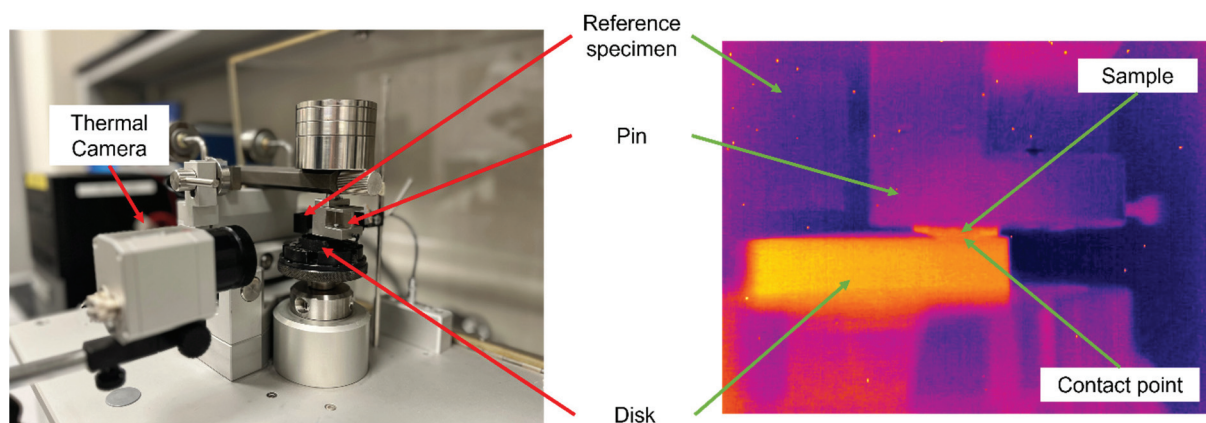 Reference
specimen
Sample
Thermal
Camera
Pin
Contact point
Disk